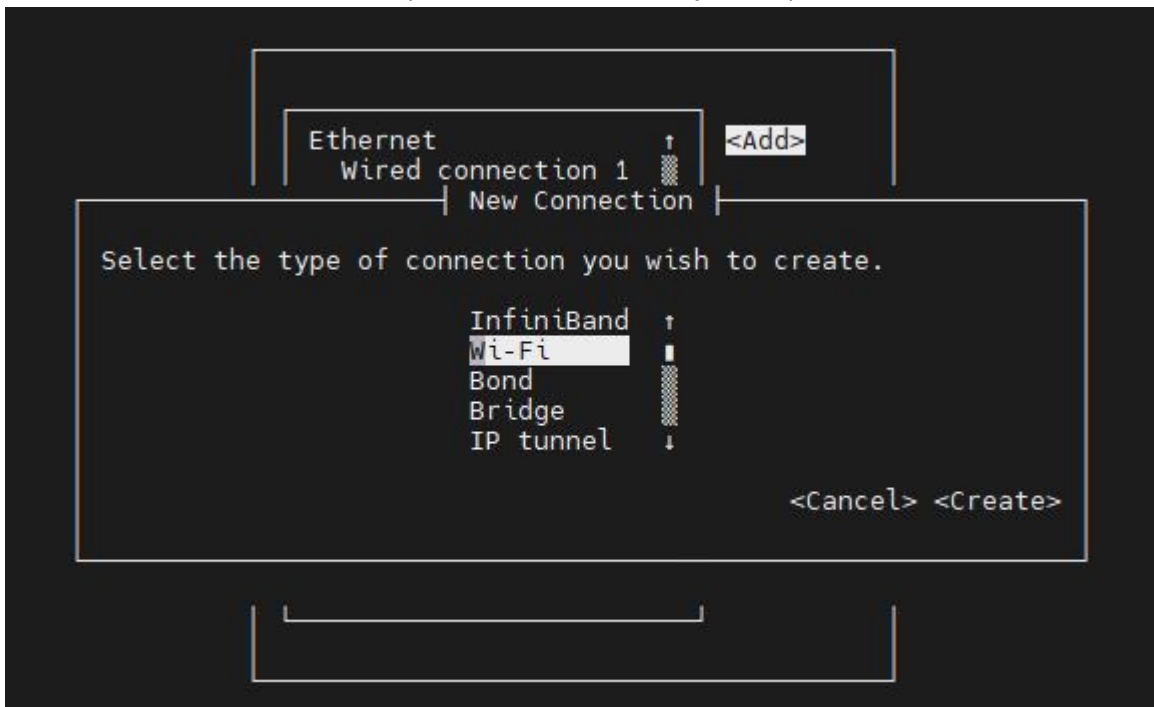 Ethernet <Add>
Wired connection 1
New Connection
Select the type of connection you wish to create.
InfiniBand
Wi-Fi
Bond
Bridge
IP tunnel
<Cancel> <Create>